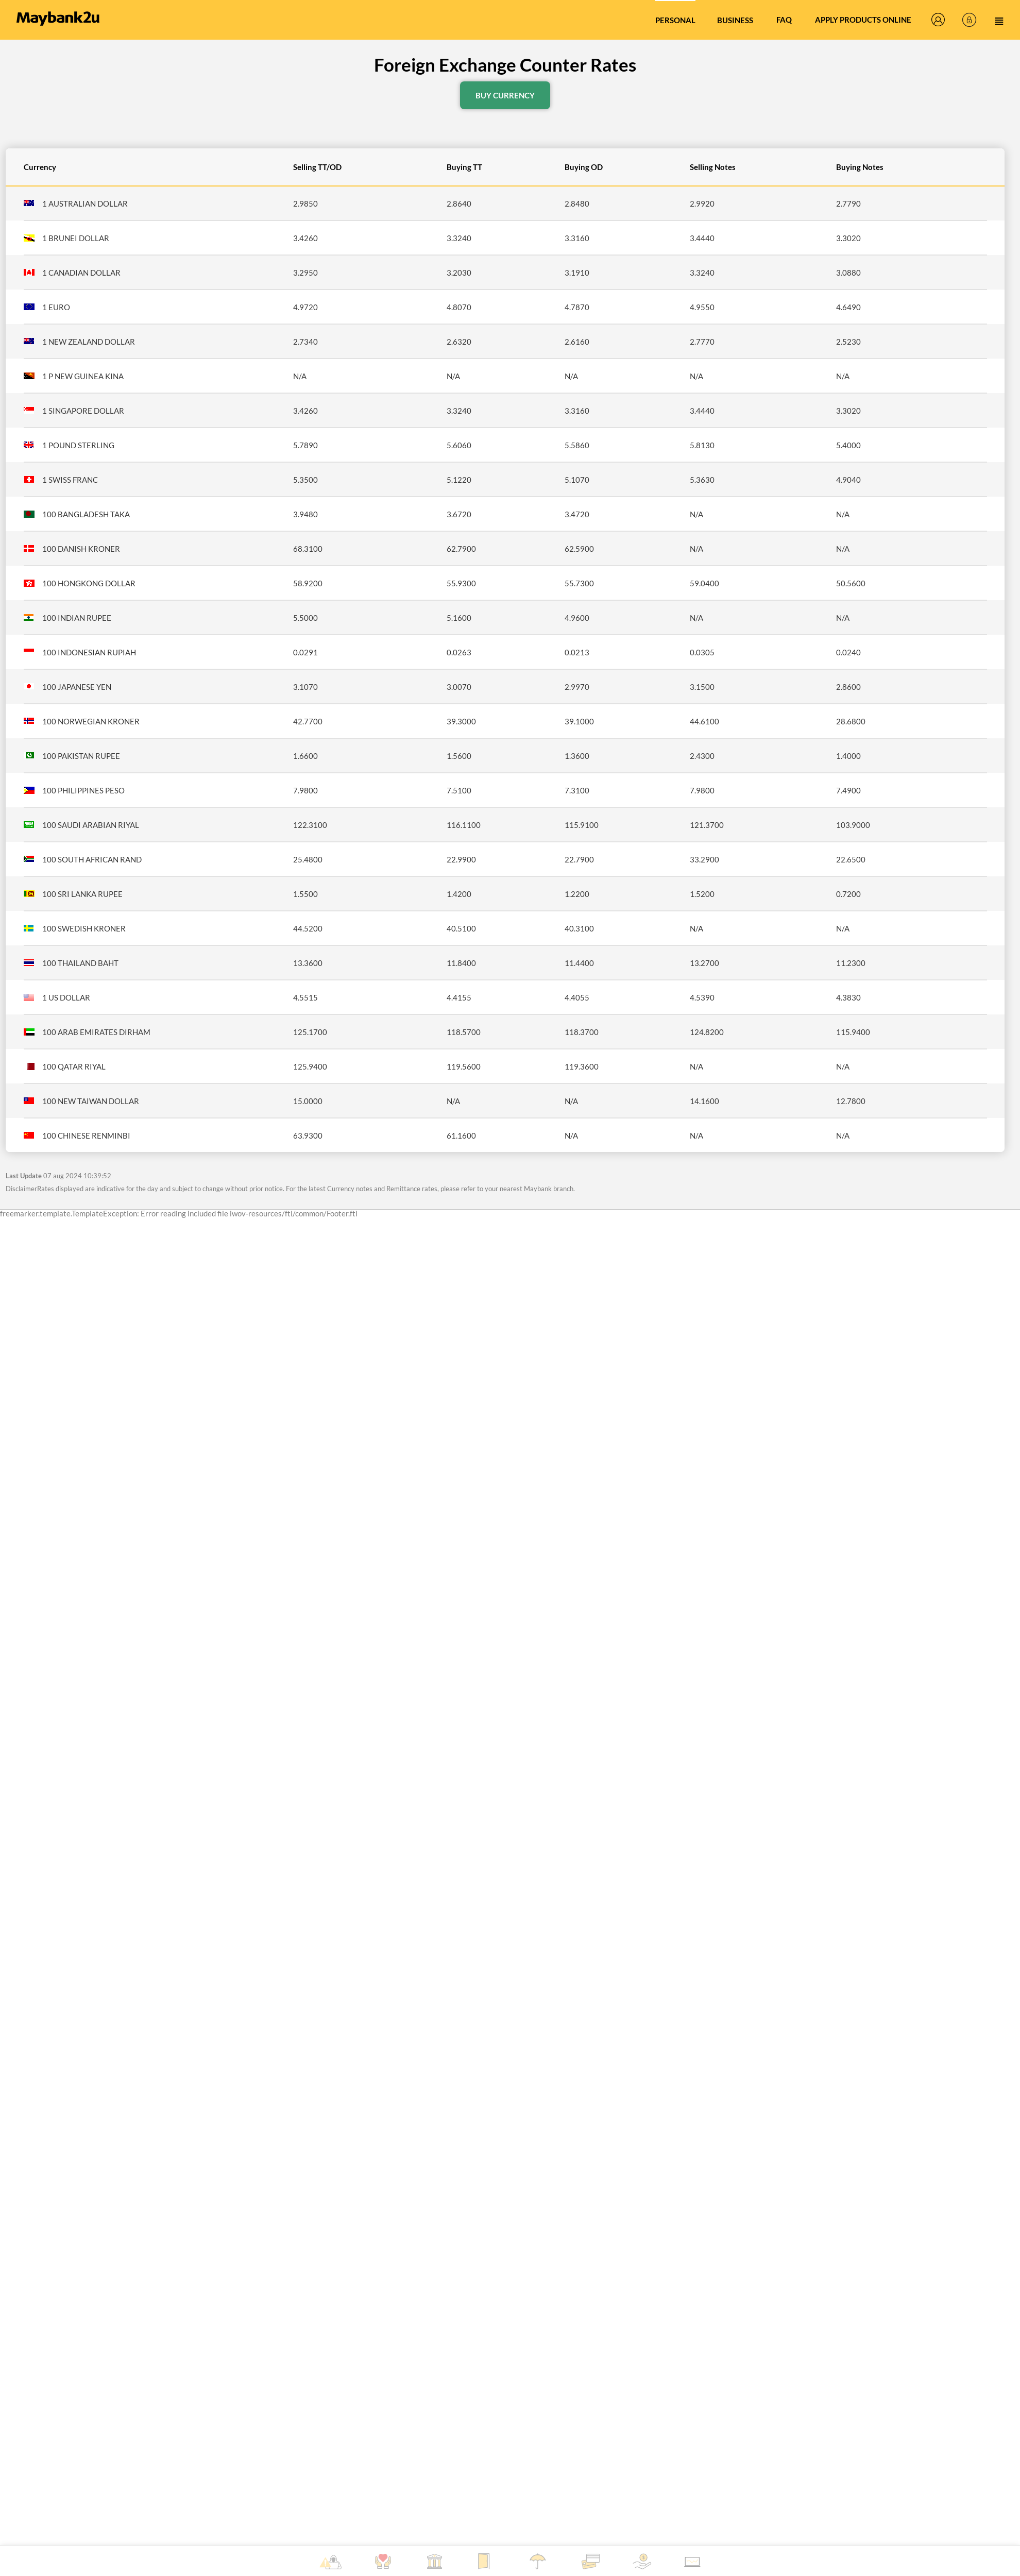 Maybank2u PERSONAL BUSINESS FAQ APPLY PRODUCTS ONLINE
Foreign Exchange Counter Rates
BUY CURRENCY
Currency Selling TT/OD Buying TT Buying OD Selling Notes Buying Notes
1 AUSTRALIAN DOLLAR 2.9850 2.8640 2.8480 2.9920 2.7790
1 BRUNEI DOLLAR 3.4260 3.3240 3.3160 3.4440 3.3020
1 CANADIAN DOLLAR 3.2950 3.2030 3.1910 3.3240 3.0880
1 EURO 4.9720 4.8070 4.7870 4.9550 4.6490
1 NEW ZEALAND DOLLAR 2.7340 2.6320 2.6160 2.7770 2.5230
1 P NEW GUINEA KINA N/A N/A N/A N/A N/A
1 SINGAPORE DOLLAR 3.4260 3.3240 3.3160 3.4440 3.3020
1 POUND STERLING 5.7890 5.6060 5.5860 5.8130 5.4000
1 SWISS FRANC 5.3500 5.1220 5.1070 5.3630 4.9040
100 BANGLADESH TAKA 3.9480 3.6720 3.4720 N/A N/A
100 DANISH KRONER 68.3100 62.7900 62.5900 N/A N/A
100 HONGKONG DOLLAR 58.9200 55.9300 55.7300 59.0400 50.5600
100 INDIAN RUPEE 5.5000 5.1600 4.9600 N/A N/A
100 INDONESIAN RUPIAH 0.0291 0.0263 0.0213 0.0305 0.0240
100 JAPANESE YEN 3.1070 3.0070 2.9970 3.1500 2.8600
100 NORWEGIAN KRONER 42.7700 39.3000 39.1000 44.6100 28.6800
100 PAKISTAN RUPEE 1.6600 1.5600 1.3600 2.4300 1.4000
100 PHILIPPINES PESO 7.9800 7.5100 7.3100 7.9800 7.4900
100 SAUDI ARABIAN RIYAL 122.3100 116.1100 115.9100 121.3700 103.9000
100 SOUTH AFRICAN RAND 25.4800 22.9900 22.7900 33.2900 22.6500
100 SRI LANKA RUPEE 1.5500 1.4200 1.2200 1.5200 0.7200
100 SWEDISH KRONER 44.5200 40.5100 40.3100 N/A N/A
100 THAILAND BAHT 13.3600 11.8400 11.4400 13.2700 11.2300
1 US DOLLAR 4.5515 4.4155 4.4055 4.5390 4.3830
100 ARAB EMIRATES DIRHAM 125.1700 118.5700 118.3700 124.8200 115.9400
100 QATAR RIYAL 125.9400 119.5600 119.3600 N/A N/A
100 NEW TAIWAN DOLLAR 15.0000 N/A N/A 14.1600 12.7800
100 CHINESE RENMINBI 63.9300 61.1600 N/A N/A N/A
Last Update 07 aug 2024 10:39:52
DisclaimerRates displayed are indicative for the day and subject to change without prior notice. For the latest Currency notes and Remittance rates, please refer to your nearest Maybank branch.
freemarker.template.TemplateException: Error reading included file iwov-resources/ftl/common/Footer.ftl